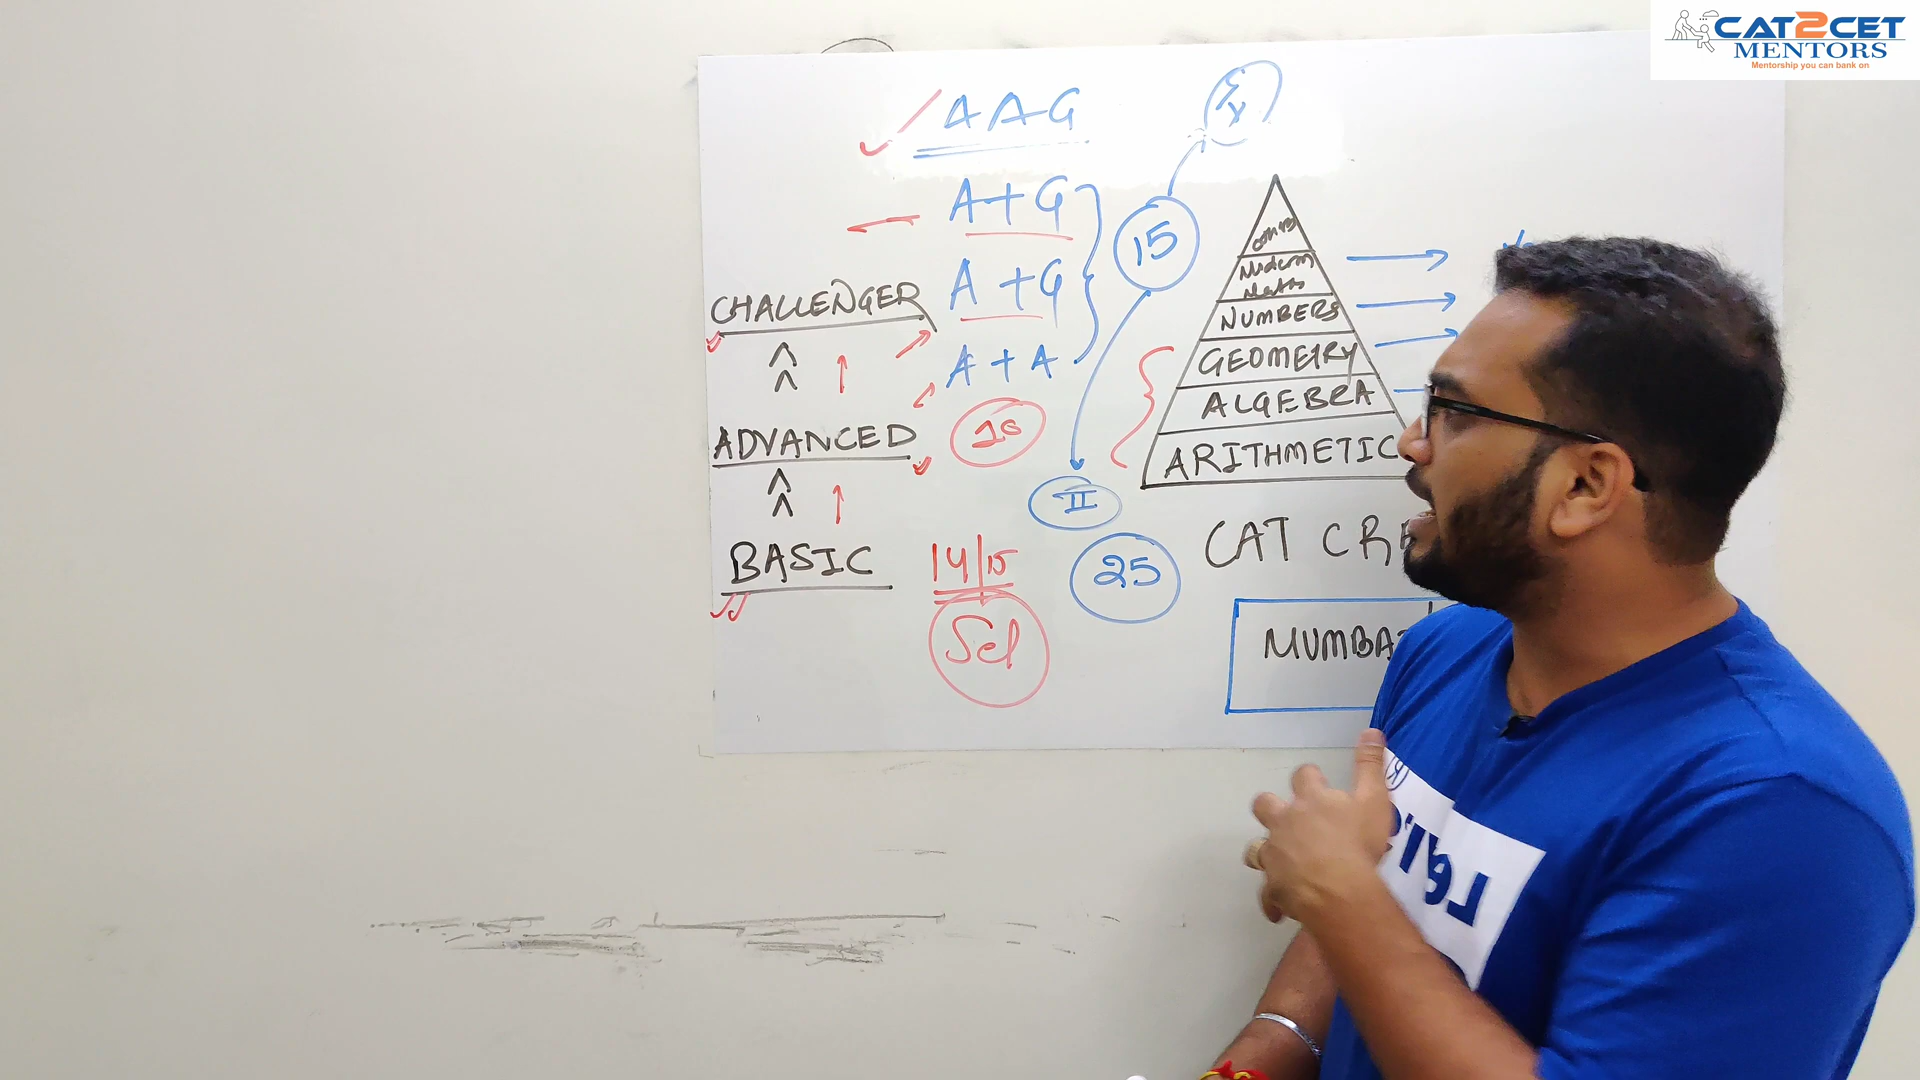 CAT2CET
MENTORS
Mentorship you can bank on
AAG
A+G
A+G
A+A
15
CHALLENGER
ADVANCED
BASIC
14/15
Sel
II
25
Modern
Maths
NUMBERS
GEOMETRY
ALGEBRA
ARITHMETIC
CAT CR
MUMBA
Let's